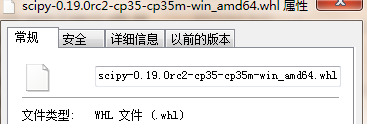 scipy-0.19.0rc2-cp35-cp35m-win_amd64.whl 属性
常规 安全 详细信息 以前的版本
scipy-0.19.0rc2-cp35-cp35m-win_amd64.whl
文件类型: WHL 文件 (.whl)